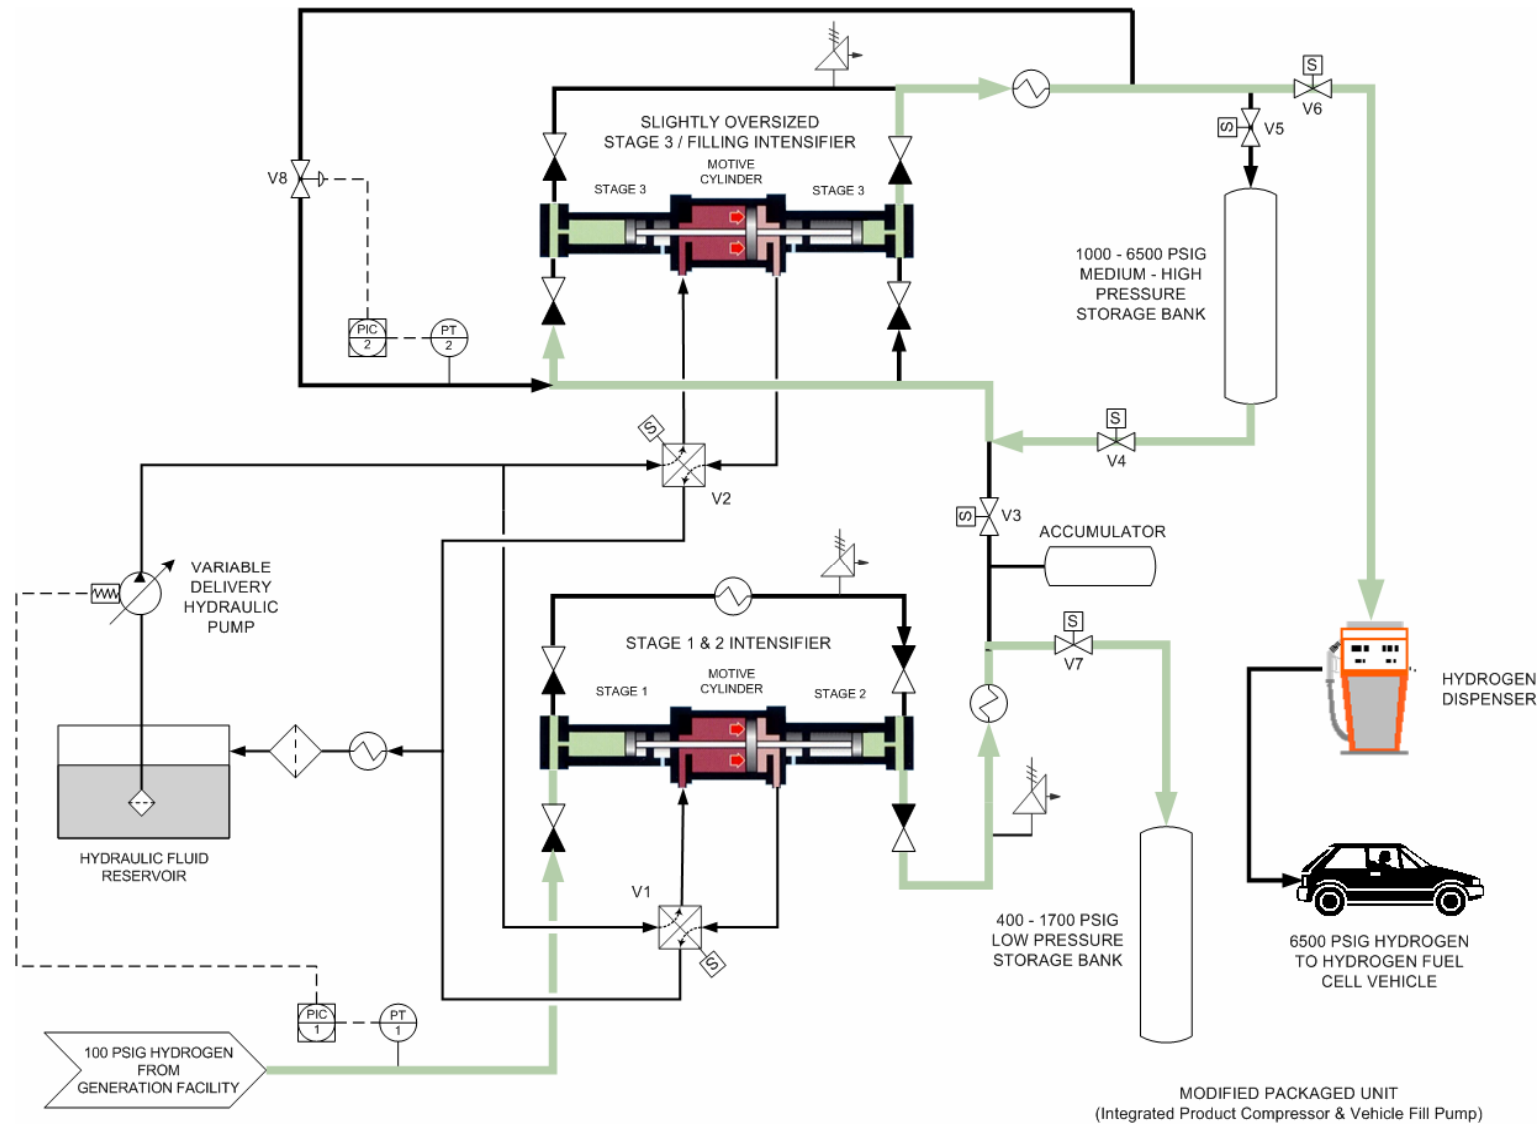 SLIGHTLY OVERSIZED
STAGE 3 / FILLING INTENSIFIER
MOTIVE
CYLINDER
STAGE 3
STAGE 3
S
V6
S
V5
V8
1000 - 6500 PSIG
MEDIUM - HIGH
PRESSURE
STORAGE BANK
PIC
2
PT
2
S
V4
S
V2
S
V3
ACCUMULATOR
VARIABLE
DELIVERY
HYDRAULIC
PUMP
STAGE 1 & 2 INTENSIFIER
MOTIVE
CYLINDER
STAGE 1
STAGE 2
S
V7
HYDROGEN
DISPENSER
HYDRAULIC FLUID
RESERVOIR
V1
S
400 - 1700 PSIG
LOW PRESSURE
STORAGE BANK
6500 PSIG HYDROGEN
TO HYDROGEN FUEL
CELL VEHICLE
PIC
1
PT
1
100 PSIG HYDROGEN
FROM
GENERATION FACILITY
MODIFIED PACKAGED UNIT
(Integrated Product Compressor & Vehicle Fill Pump)